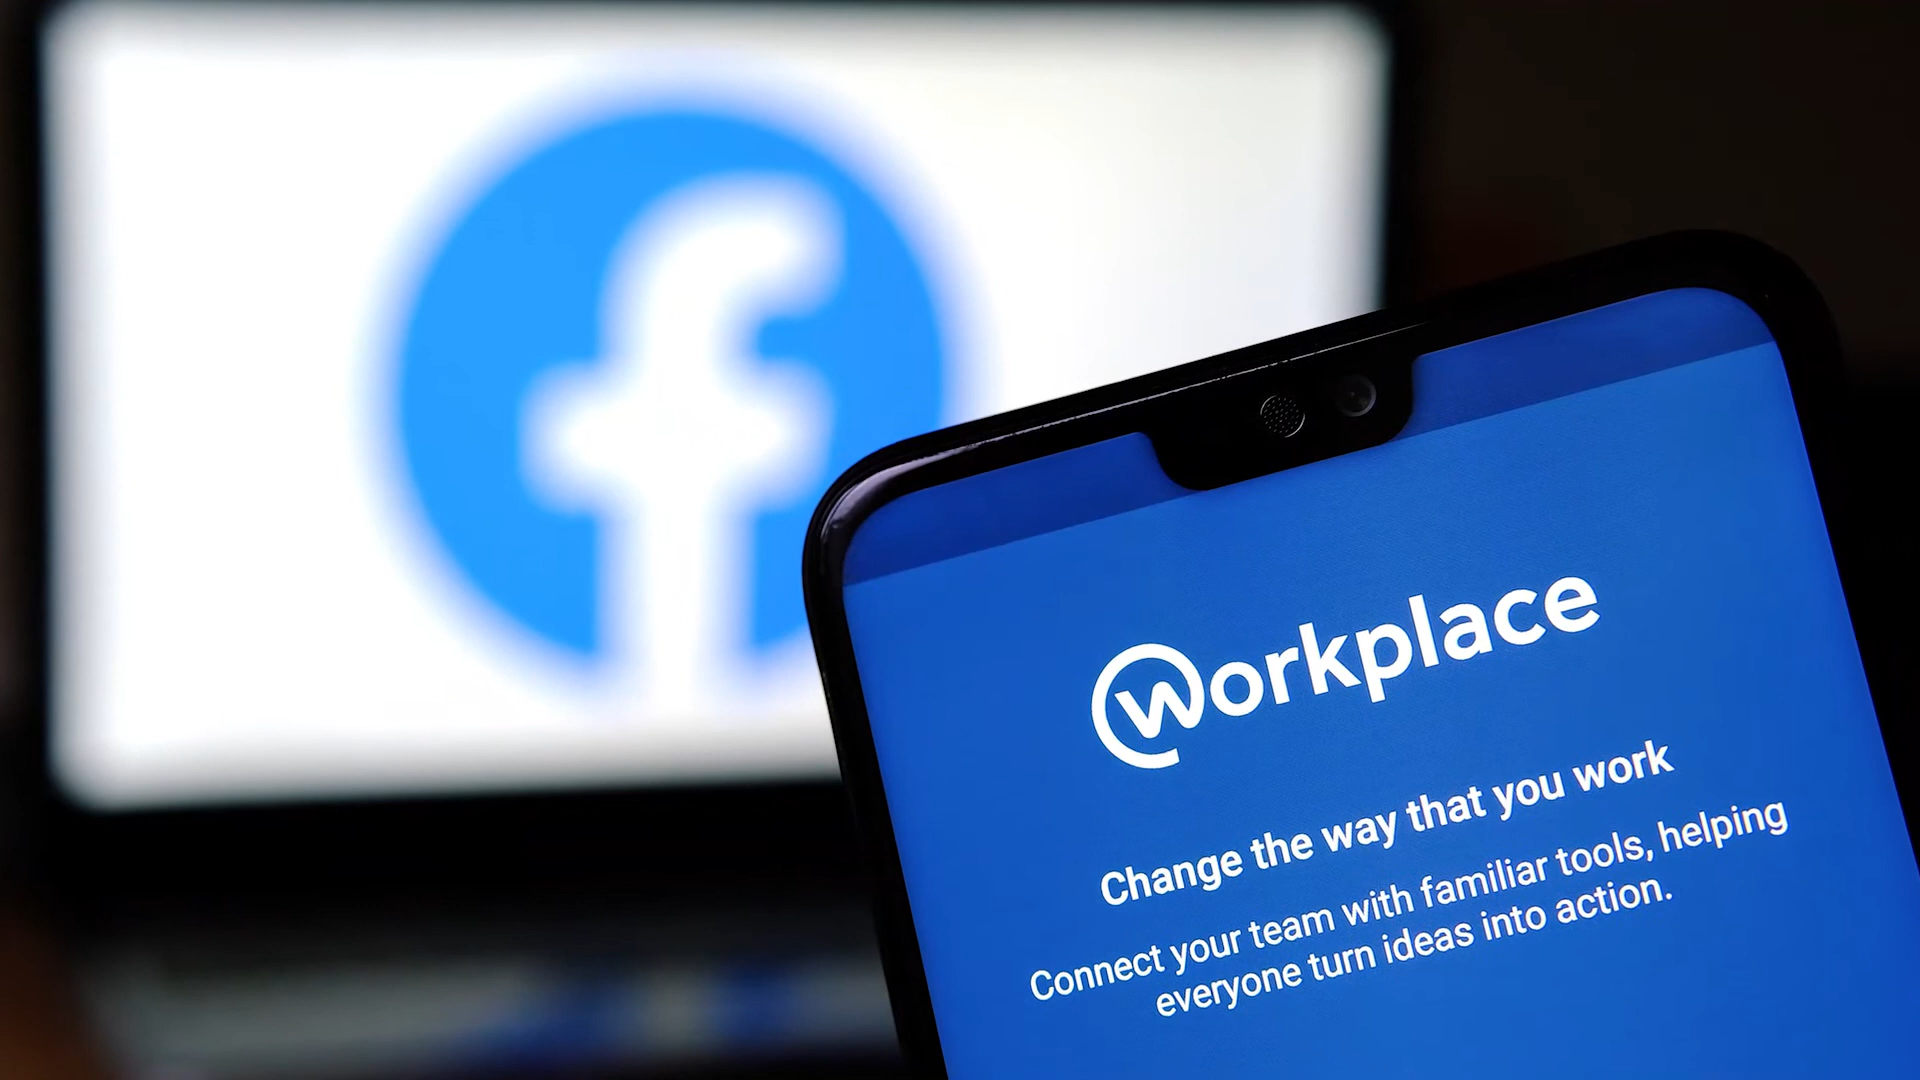 f
Workplace
Change the way that you work
Connect your team with familiar tools, helping
everyone turn ideas into action.